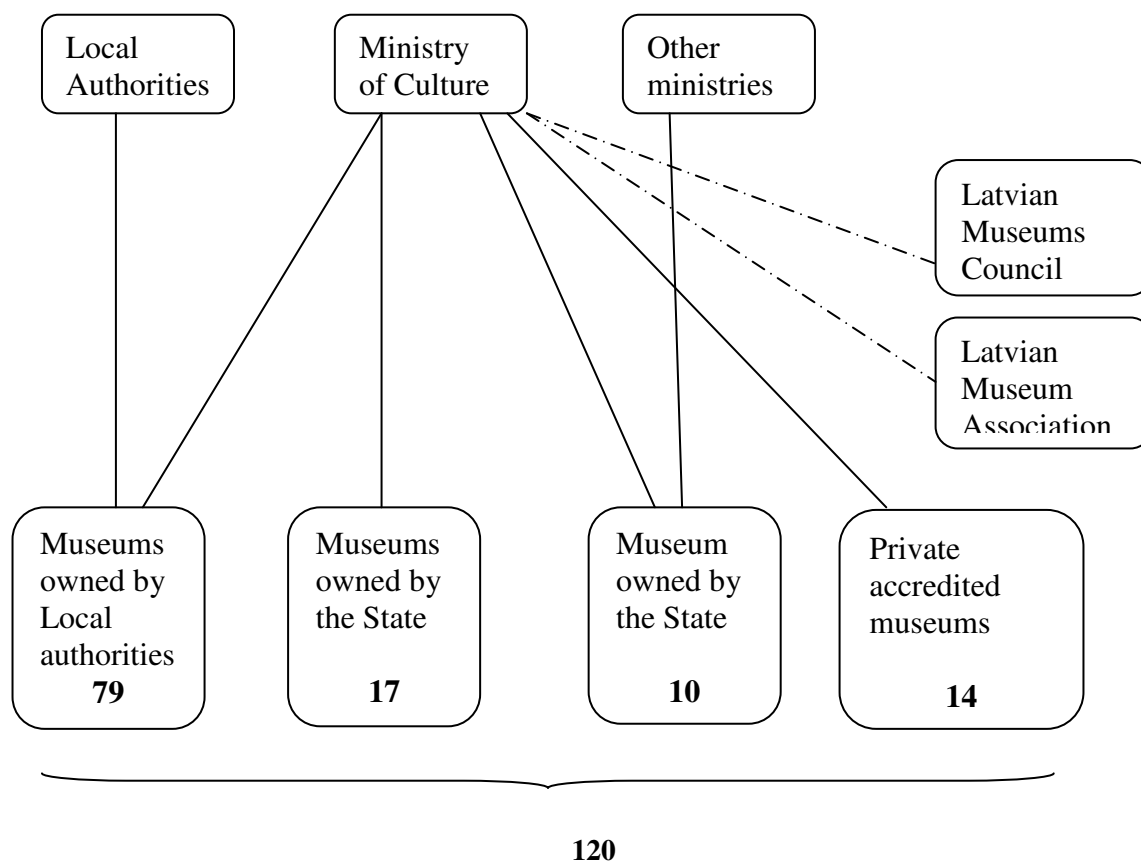 Local
Authorities
Ministry
of Culture
Other
ministries
Latvian
Museums
Council
Latvian
Museum
Association
Museums
owned by
Local
authorities
79
Museums
owned by
the State
17
Museum
owned by
the State
10
Private
accredited
museums
14
120